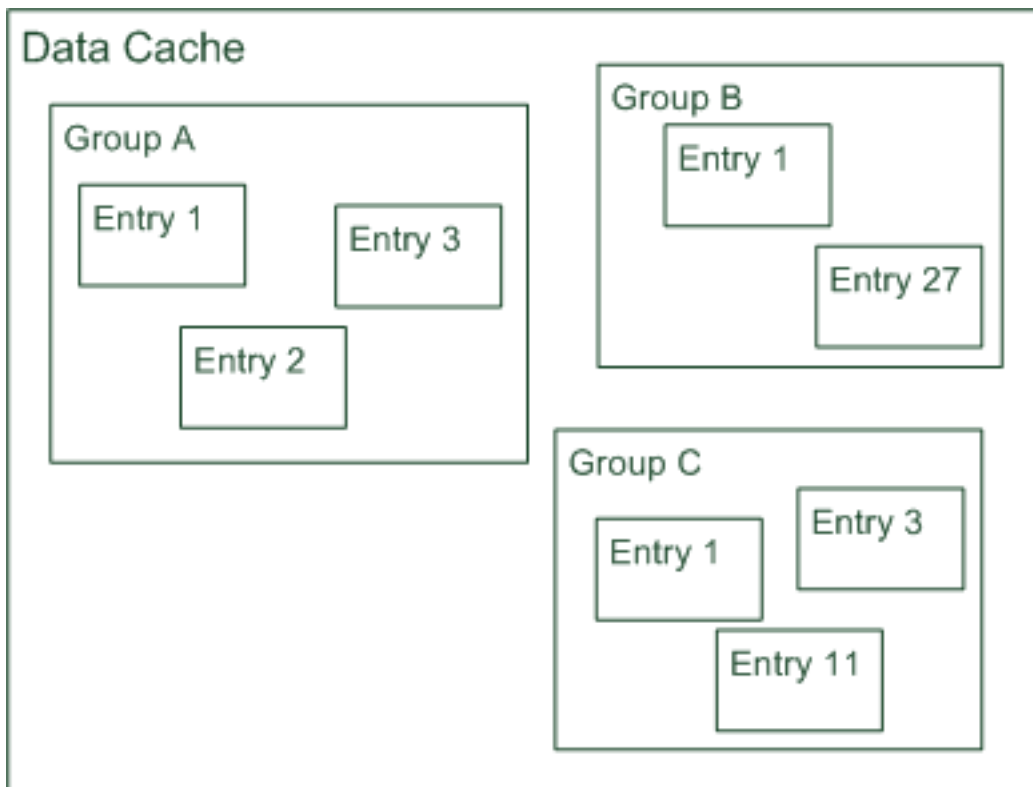 Data Cache
Group A
Entry 1
Entry 3
Entry 2
Group B
Entry 1
Entry 27
Group C
Entry 1
Entry 3
Entry 11